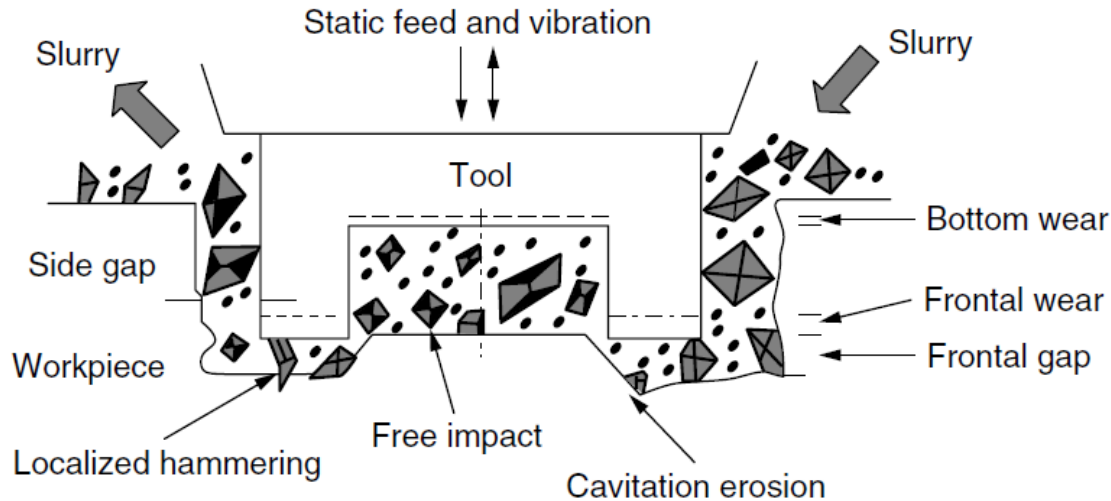 Static feed and vibration
Slurry
Slurry
Tool
Bottom wear
Side gap
Frontal wear
Workpiece
Frontal gap
Free impact
Localized hammering
Cavitation erosion